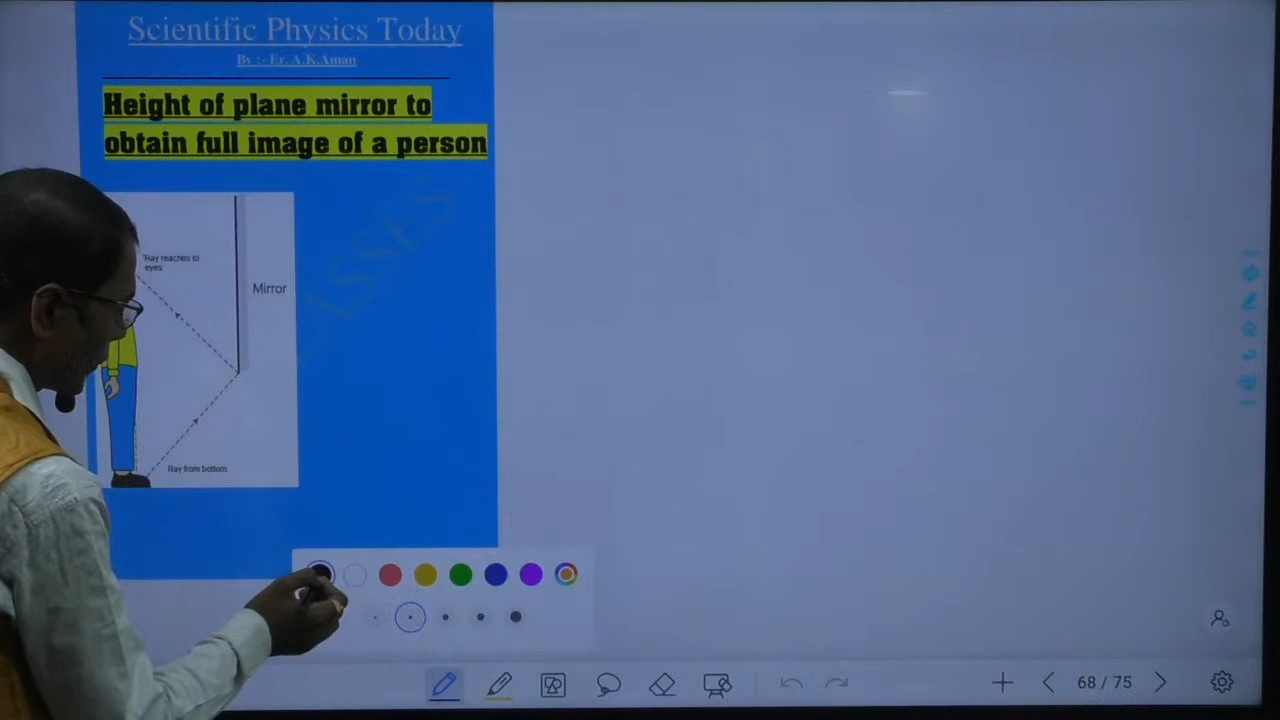 Scientific Physics Today
By :- Er. A.K.Aman
Height of plane mirror to
obtain full image of a person
Ray reaches to
eyes
Mirror
Ray from bottom
68 / 75